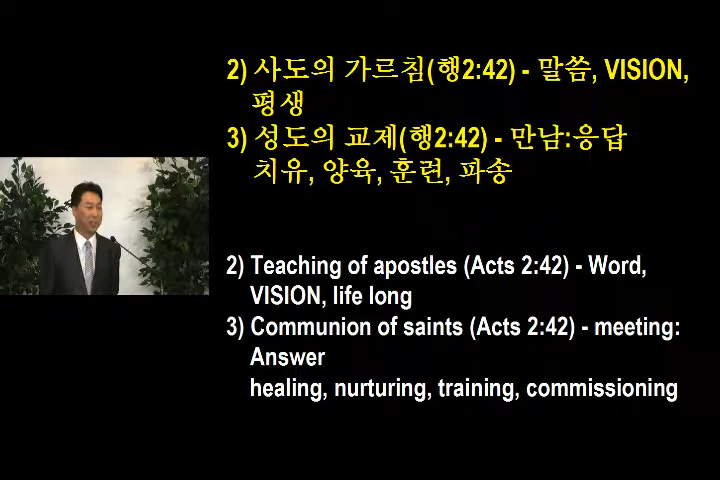 2) 사도의 가르침(행2:42) - 말씀, VISION,
평생
3) 성도의 교제(행2:42) - 만남:응답
치유, 양육, 훈련, 파송
2) Teaching of apostles (Acts 2:42) - Word,
VISION, life long
3) Communion of saints (Acts 2:42) - meeting:
Answer
healing, nurturing, training, commissioning